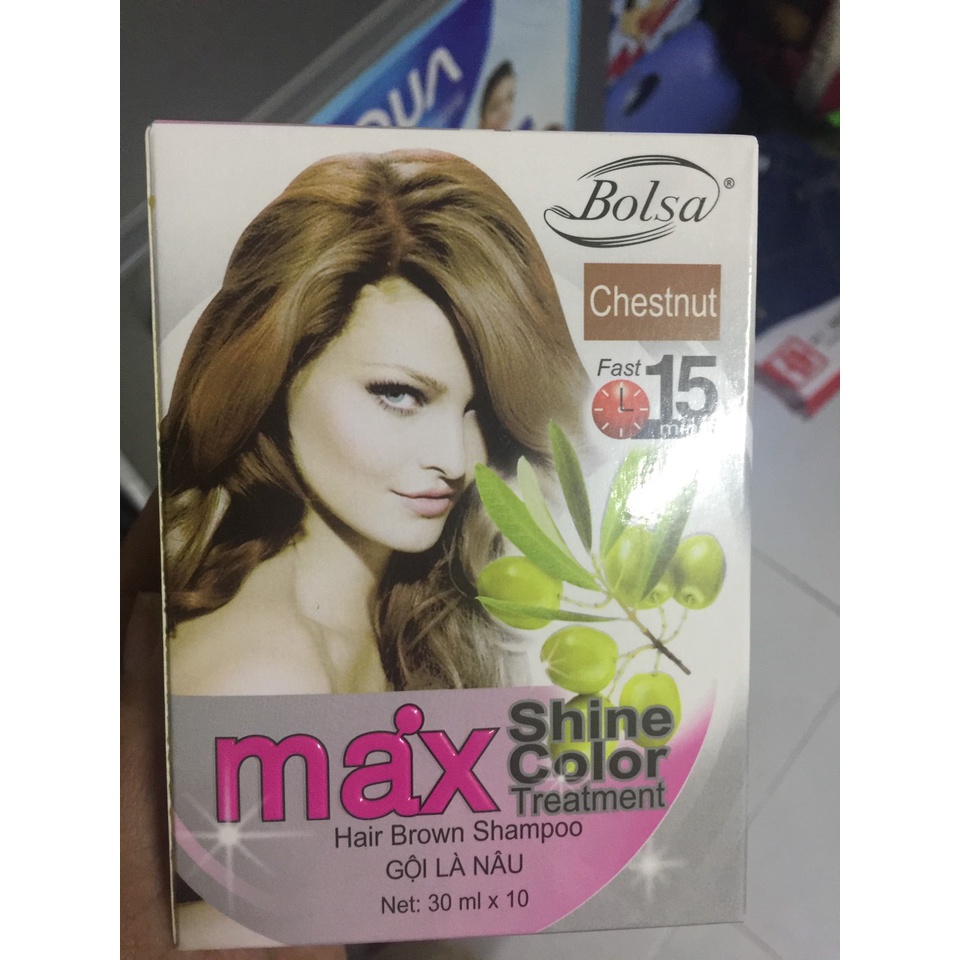 Bolsa®
Chestnut
Fast
15
max
Shine
Color
Treatment
Hair Brown Shampoo
GỘI LÀ NÂU
Net: 30 ml x 10